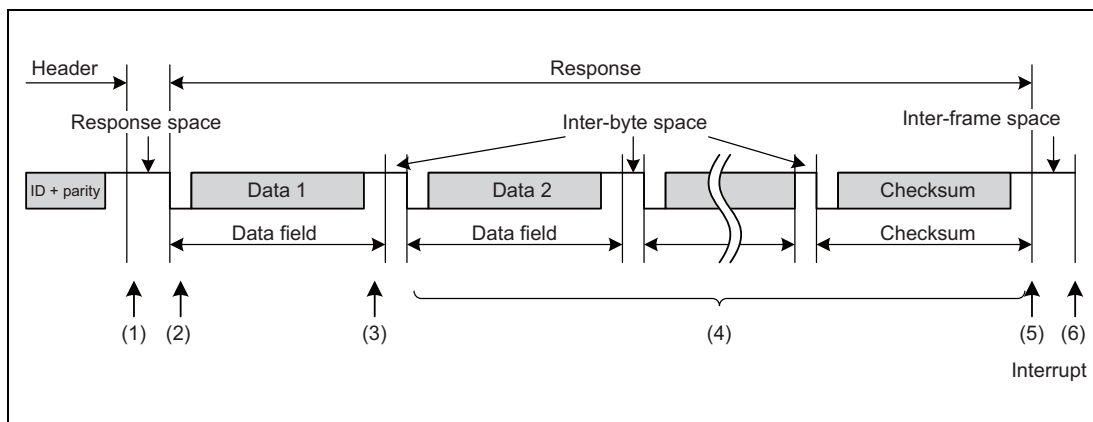 Header
Response
Response space
Inter-byte space
Inter-frame space
ID + parity
Data 1
Data 2
Checksum
Data field
Data field
Checksum
(1)
(2)
(3)
(4)
(5)
(6)
Interrupt